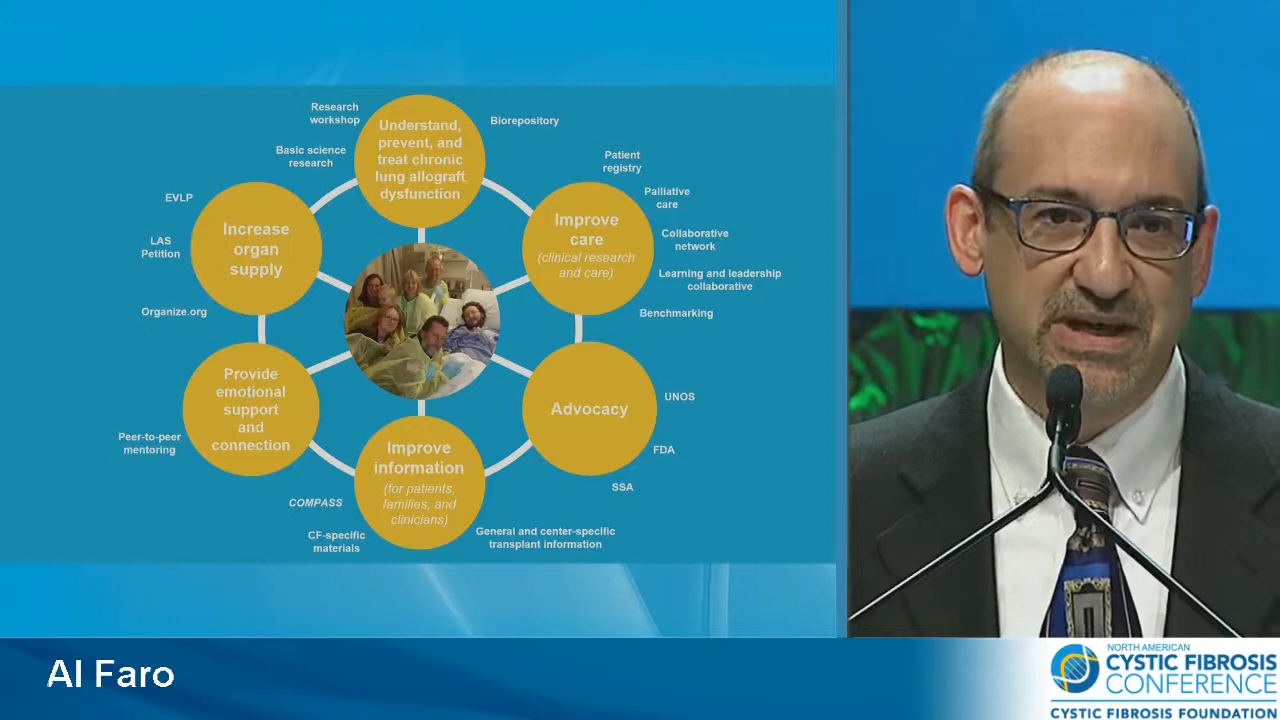 Research
workshop
Understand,
prevent, and
treat chronic
lung allograft
dysfunction
Biorepository
Basic science
research
Patient
registry
EVLP
Palliative
care
Increase
organ
supply
Improve
care
(clinical research
and care)
LAS
Petition
Collaborative
network
Learning and leadership
collaborative
Organize.org
Benchmarking
Provide
emotional
support
and
connection
Advocacy
UNOS
FDA
SSA
Peer-to-peer
mentoring
Improve
information
(for patients,
families, and
clinicians)
COMPASS
CF-specific
materials
General and center-specific
transplant information
Al Faro
NORTH AMERICAN
CYSTIC FIBROSIS
CONFERENCE
CYSTIC FIBROSIS FOUNDATION